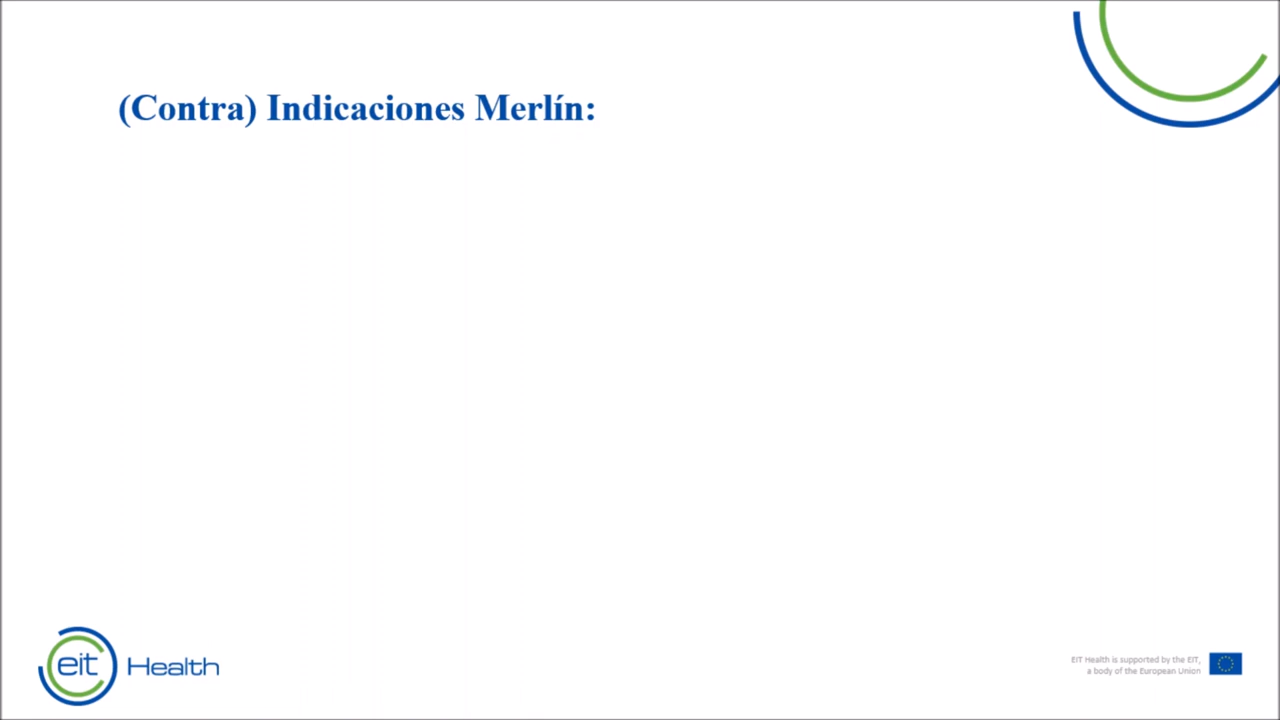 (Contra) Indicaciones Merlín:
eit Health
EIT Health is supported by the EIT,
a body of the European Union